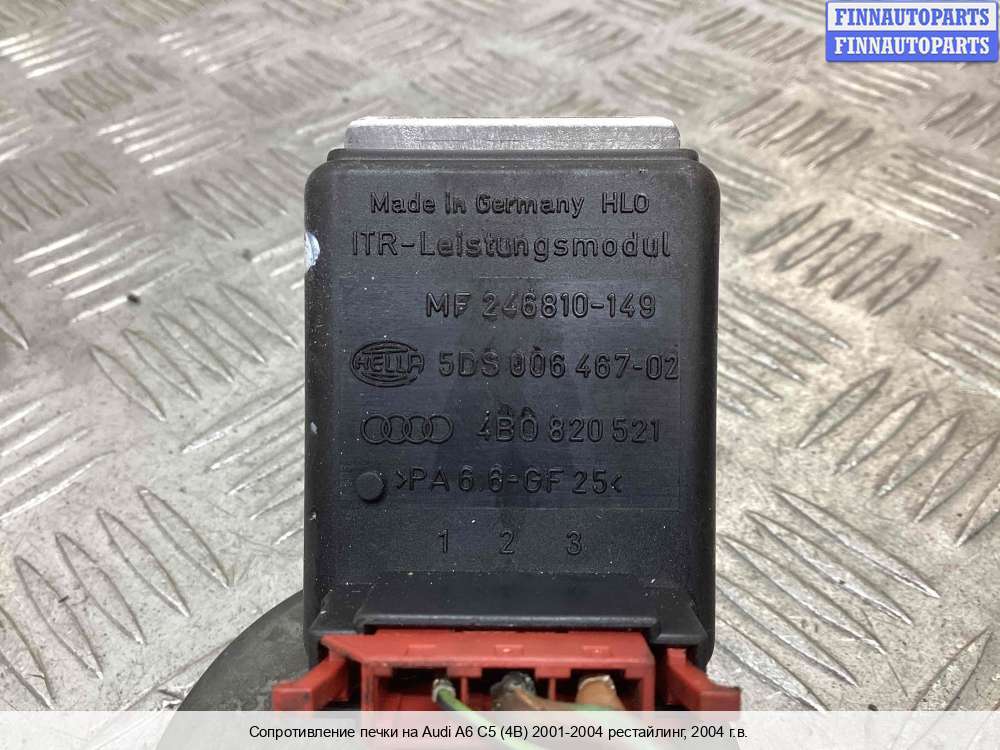 FINNAUTOPARTS
FINNAUTOPARTS
Made in Germany HLO
ITR-Leistungsmodul
MF 246810-149
HELLA 5DS 006 467-02
4B0 820 521
>PA 6.6-GF 25<
1 2 3
Сопротивление печки на Audi A6 C5 (4B) 2001-2004 рестайлинг, 2004 г.в.